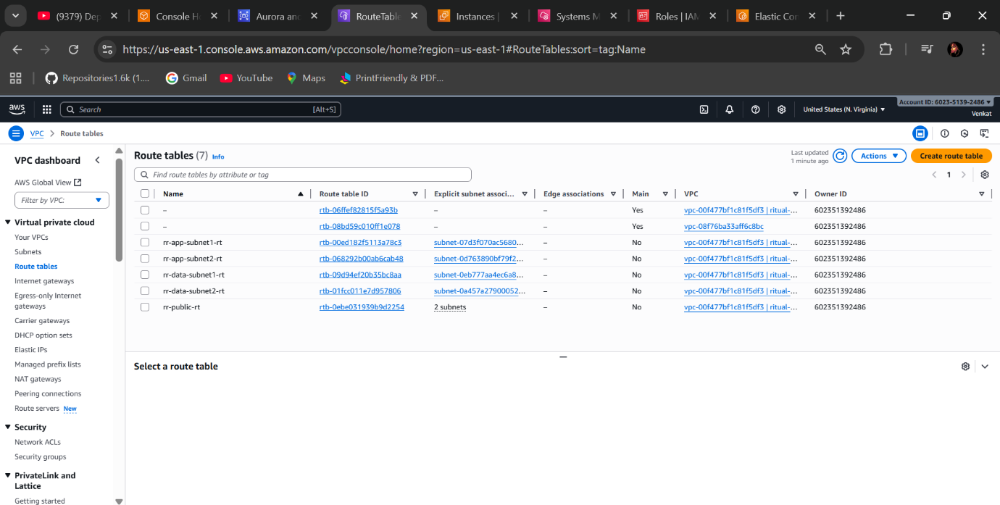 (9379) Dep
Console H
Aurora and
RouteTable
Instances |
Systems M
Roles | IAM
Elastic Con
https://us-east-1.console.aws.amazon.com/vpcconsole/home?region=us-east-1#RouteTables:sort=tag:Name
Repositories1.6k (1....
Gmail
YouTube
Maps
PrintFriendly & PDF...
aws
Search
[Alt+S]
United States (N. Virginia)
Account ID: 6023-5139-2486
Venkat
VPC > Route tables
VPC dashboard
AWS Global View
Filter by VPC:
Virtual private cloud
Your VPCs
Subnets
Route tables
Internet gateways
Egress-only Internet
gateways
Carrier gateways
DHCP option sets
Elastic IPs
Managed prefix lists
NAT gateways
Peering connections
Route servers New
Security
Network ACLs
Security groups
PrivateLink and
Lattice
Getting started
Route tables (7) Info
Last updated
1 minute ago
Actions
Create route table
Find route tables by attribute or tag
1
Name Route table ID Explicit subnet associ... Edge associations Main VPC Owner ID
– rtb-06ffef82815f5a93b – – Yes vpc-00f477bf1c81f5df3 | ritual-... 602351392486
– rtb-08bd59c010ff1e078 – – Yes vpc-08f76ba33aff6c8bc 602351392486
rr-app-subnet1-rt rtb-00ed182f5113a78c3 subnet-07d3f070ac5680... – No vpc-00f477bf1c81f5df3 | ritual-... 602351392486
rr-app-subnet2-rt rtb-068292b00ab6cab48 subnet-0d763890bf79f2... – No vpc-00f477bf1c81f5df3 | ritual-... 602351392486
rr-data-subnet1-rt rtb-09d94ef20b35bc8aa subnet-0eb777aa4ec6a8... – No vpc-00f477bf1c81f5df3 | ritual-... 602351392486
rr-data-subnet2-rt rtb-01fcc011e7d957806 subnet-0a457a27900052... – No vpc-00f477bf1c81f5df3 | ritual-... 602351392486
rr-public-rt rtb-0ebe031939b9d2254 2 subnets – No vpc-00f477bf1c81f5df3 | ritual-... 602351392486
Select a route table